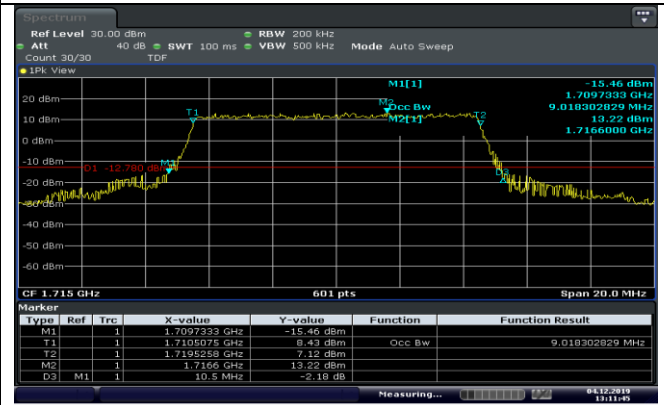 Spectrum
Ref Level 30.00 dBm RBW 200 kHz
Att 40 dB SWT 100 ms VBW 500 kHz Mode Auto Sweep
Count 30/30 TDF
1Pk View
M1[1] -15.46 dBm
1.7097333 GHz
Occ Bw 9.018302829 MHz
M2[1] 13.22 dBm
1.7166000 GHz
20 dBm
10 dBm
0 dBm
-10 dBm
-20 dBm
-30 dBm
-40 dBm
-50 dBm
-60 dBm
T1
M2
T2
D1 -12.780 dBm
M1
D3
CF 1.715 GHz 601 pts Span 20.0 MHz
Marker
Type Ref Trc X-value Y-value Function Function Result
M1 1 1.7097333 GHz -15.46 dBm
T1 1 1.7105075 GHz 8.43 dBm Occ Bw 9.018302829 MHz
T2 1 1.7195258 GHz 7.12 dBm
M2 1 1.7166 GHz 13.22 dBm
D3 M1 1 10.5 MHz -2.18 dB
Measuring... 04.12.2019
13:11:45